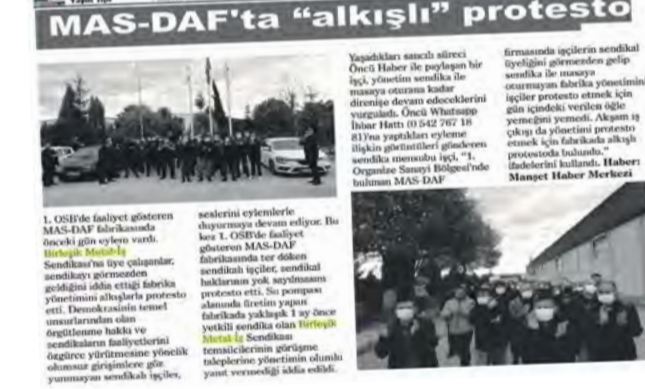 MAS-DAF'ta “alkışlı” protesto
1. OSB'de faaliyet gösteren
MAS-DAF fabrikasında
önceki gün eylem vardı.
Birleşik Metal-İş
Sendikası'na üye çalışanlar,
sendikayı görmezden
geldiğini iddia ettiği fabrika
yönetimini alkışlarla protesto
etti. Demokrasinin temel
unsurlarından olan
örgütlenme hakkı ve
sendikaların faaliyetlerini
özgürce yürütmesine yönelik
olumsuz girişimlere göz
yummayan sendikalı işçiler,
seslerini eylemlerle
duyurmaya devam ediyor. Bu
kez 1. OSB'de faaliyet
gösteren MAS-DAF
fabrikasında ter döken
sendikalı işçiler, sendikal
haklarının yok sayılmasını
protesto etti. Su pompası
alanında üretim yapan
fabrikada yaklaşık 1 ay önce
yetkili sendika olan Birleşik
Metal-İş Sendikası
temsilcilerinin görüşme
taleplerine yönetimin olumlu
yanıt vermediği iddia edildi.
Yaşadıkları sancılı süreci
Öncü Haber ile paylaşan bir
işçi, yönetim sendika ile
masaya oturana kadar
direnişe devam edeceklerini
vurguladı. Öncü Whatsapp
İhbar Hattı (0 542 767 18
81)'na yaptıkları eyleme
ilişkin görüntüleri gönderen
sendika mensubu işçi, "1.
Organize Sanayi Bölgesi'nde
bulunan MAS-DAF
firmasında işçilerin sendikal
üyeliğini görmezden gelip
sendika ile masaya
oturmayan fabrika yönetimini
işçiler protesto etmek için
gün içindeki verilen öğle
yemeğini yemedi. Akşam iş
çıkışı da yönetimi protesto
etmek için fabrikada alkışlı
protestoda bulundu,"
ifadelerini kullandı. Haber:
Manşet Haber Merkezi